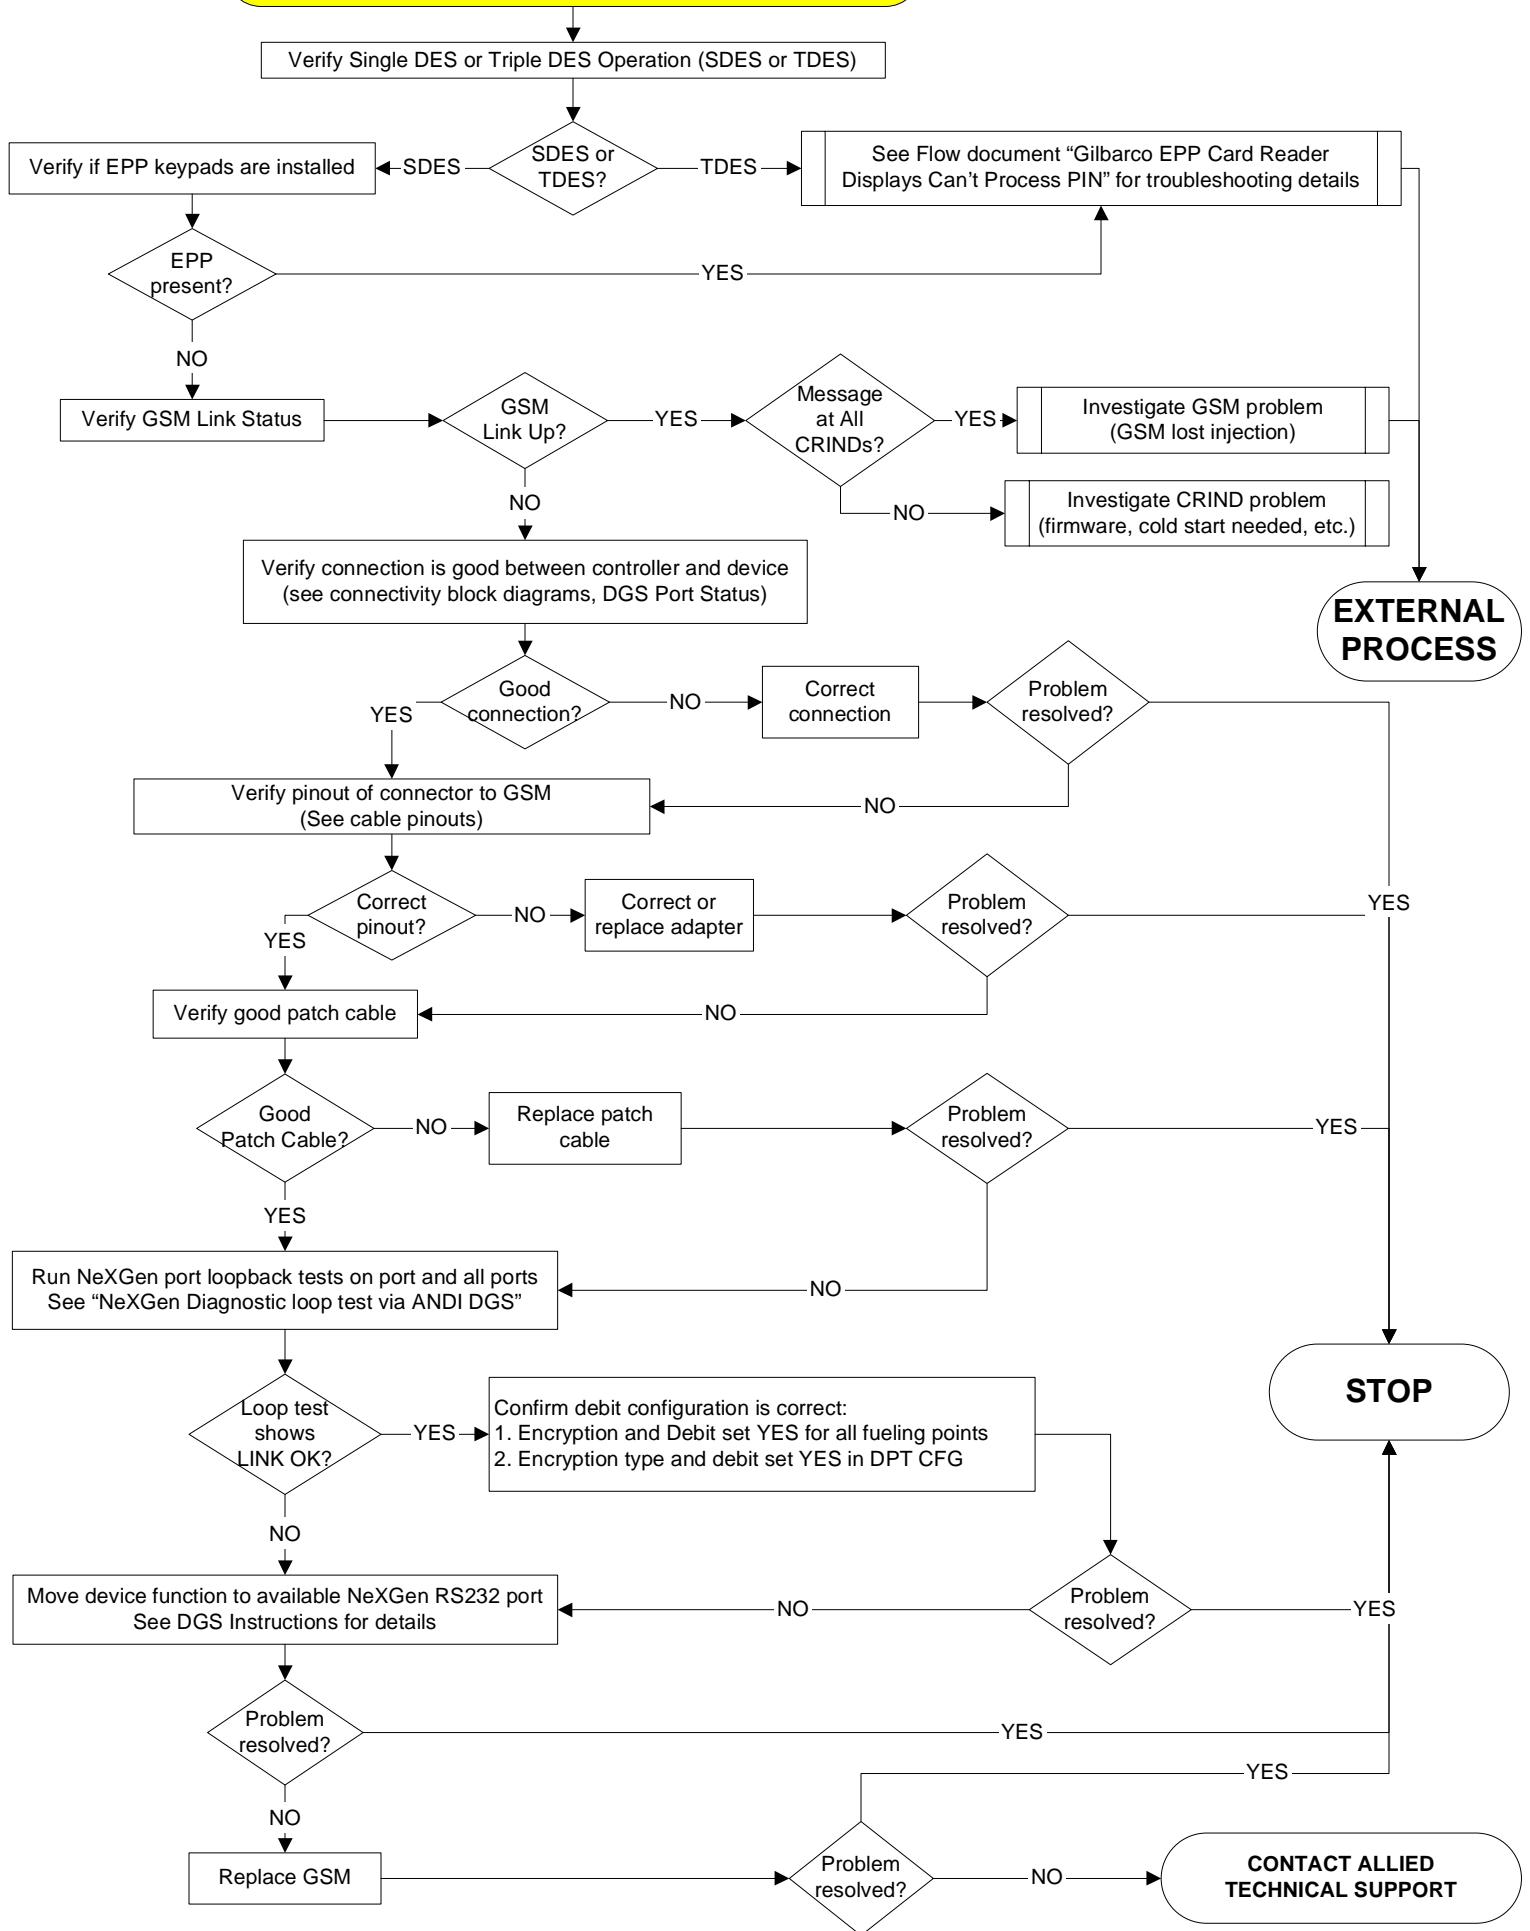 Verify Single DES or Triple DES Operation (SDES or TDES)
Verify if EPP keypads are installed
SDES
SDES or
TDES?
TDES
See Flow document “Gilbarco EPP Card Reader
Displays Can’t Process PIN” for troubleshooting details
EPP
present?
YES
NO
Verify GSM Link Status
GSM
Link Up?
YES
Message
at All
CRINDs?
YES
Investigate GSM problem
(GSM lost injection)
NO
NO
Investigate CRIND problem
(firmware, cold start needed, etc.)
Verify connection is good between controller and device
(see connectivity block diagrams, DGS Port Status)
EXTERNAL
PROCESS
YES
Good
connection?
NO
Correct
connection
Problem
resolved?
Verify pinout of connector to GSM
(See cable pinouts)
NO
YES
Correct
pinout?
NO
Correct or
replace adapter
Problem
resolved?
YES
Verify good patch cable
NO
Good
Patch Cable?
NO
Replace patch
cable
Problem
resolved?
YES
YES
Run NeXGen port loopback tests on port and all ports
See “NeXGen Diagnostic loop test via ANDI DGS”
NO
STOP
Loop test
shows
LINK OK?
YES
Confirm debit configuration is correct:
1. Encryption and Debit set YES for all fueling points
2. Encryption type and debit set YES in DPT CFG
NO
Move device function to available NeXGen RS232 port
See DGS Instructions for details
NO
Problem
resolved?
YES
Problem
resolved?
YES
YES
NO
Replace GSM
Problem
resolved?
NO
CONTACT ALLIED
TECHNICAL SUPPORT